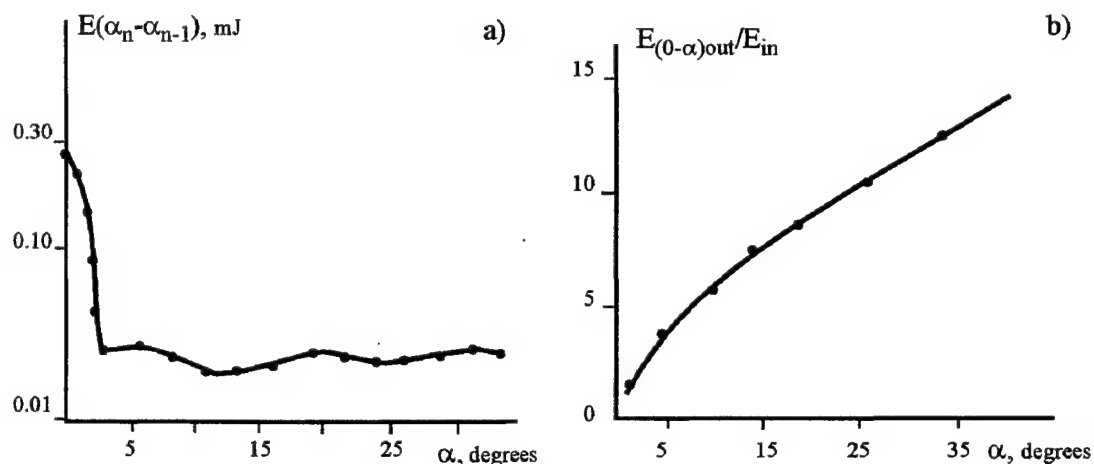 E(αn-αn-1), mJ
a)
0.30
0.10
0.01
5
15
25
α, degrees
E(0-α)out/Ein
b)
15
10
5
0
5
15
25
35
α, degrees